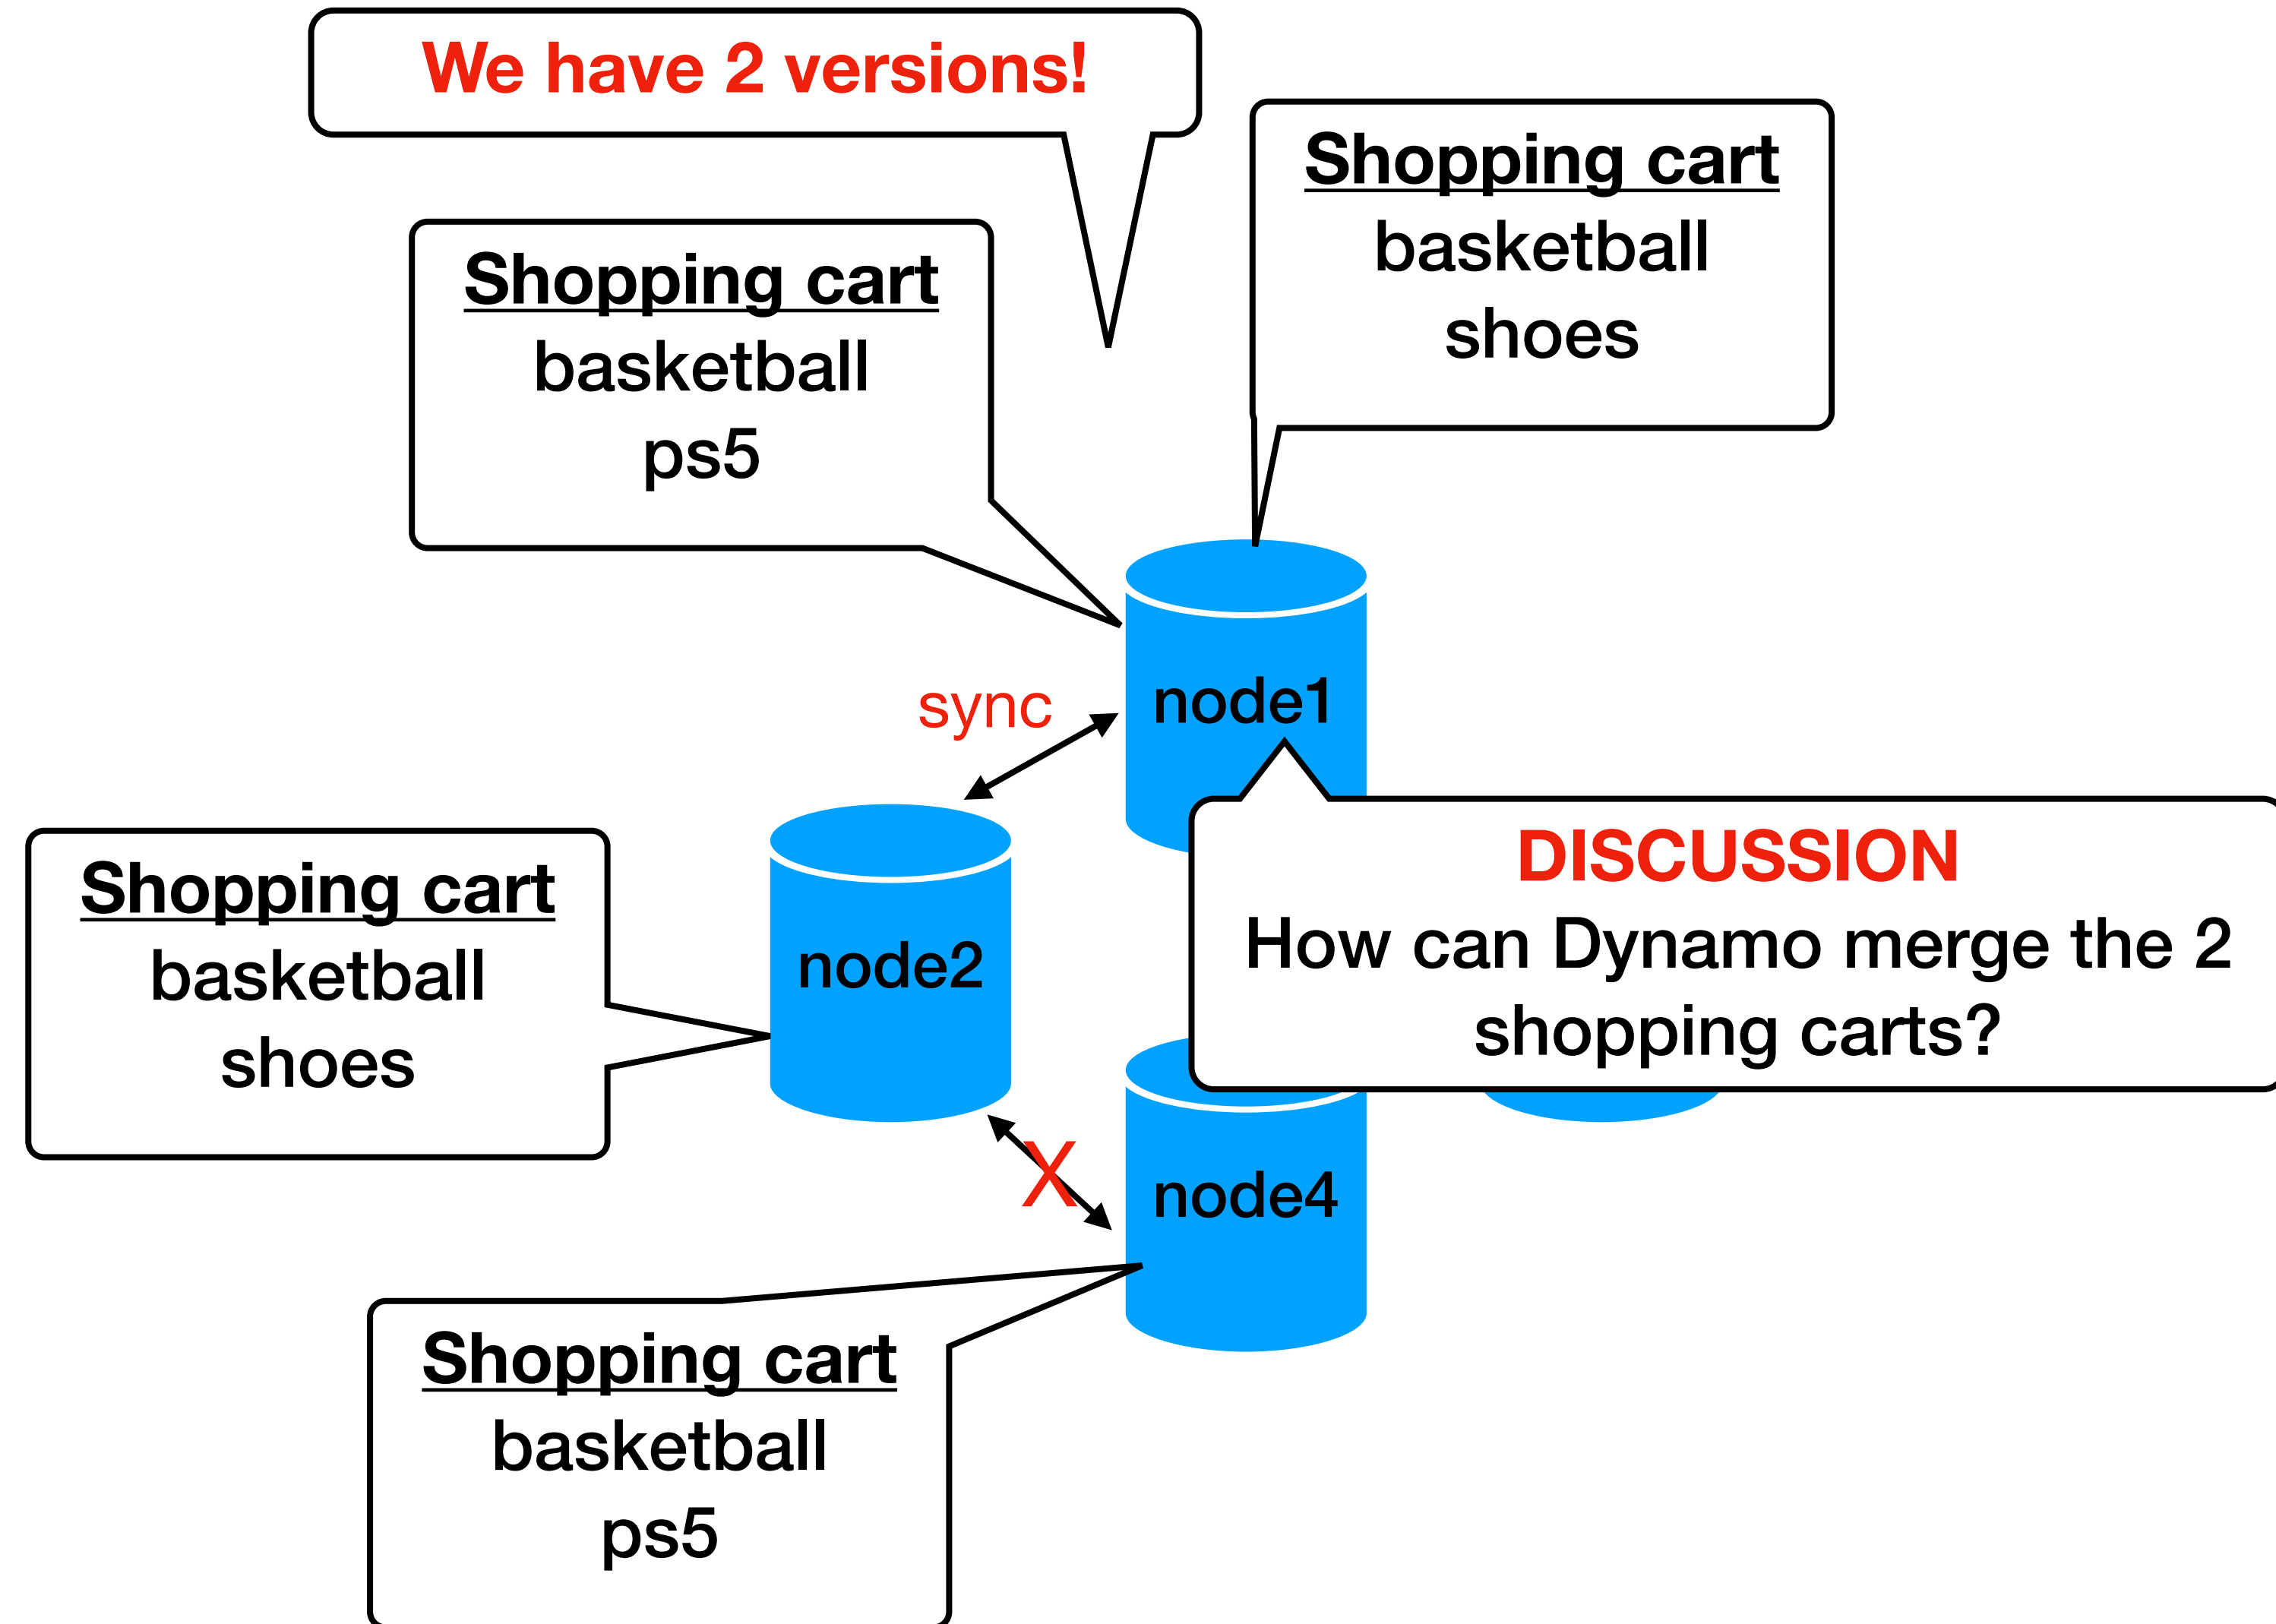 We have 2 versions!
Shopping cart
basketball
shoes
Shopping cart
basketball
ps5
sync
node1
Shopping cart
basketball
shoes
node2
DISCUSSION
How can Dynamo merge the 2
shopping carts?
X
node4
Shopping cart
basketball
ps5